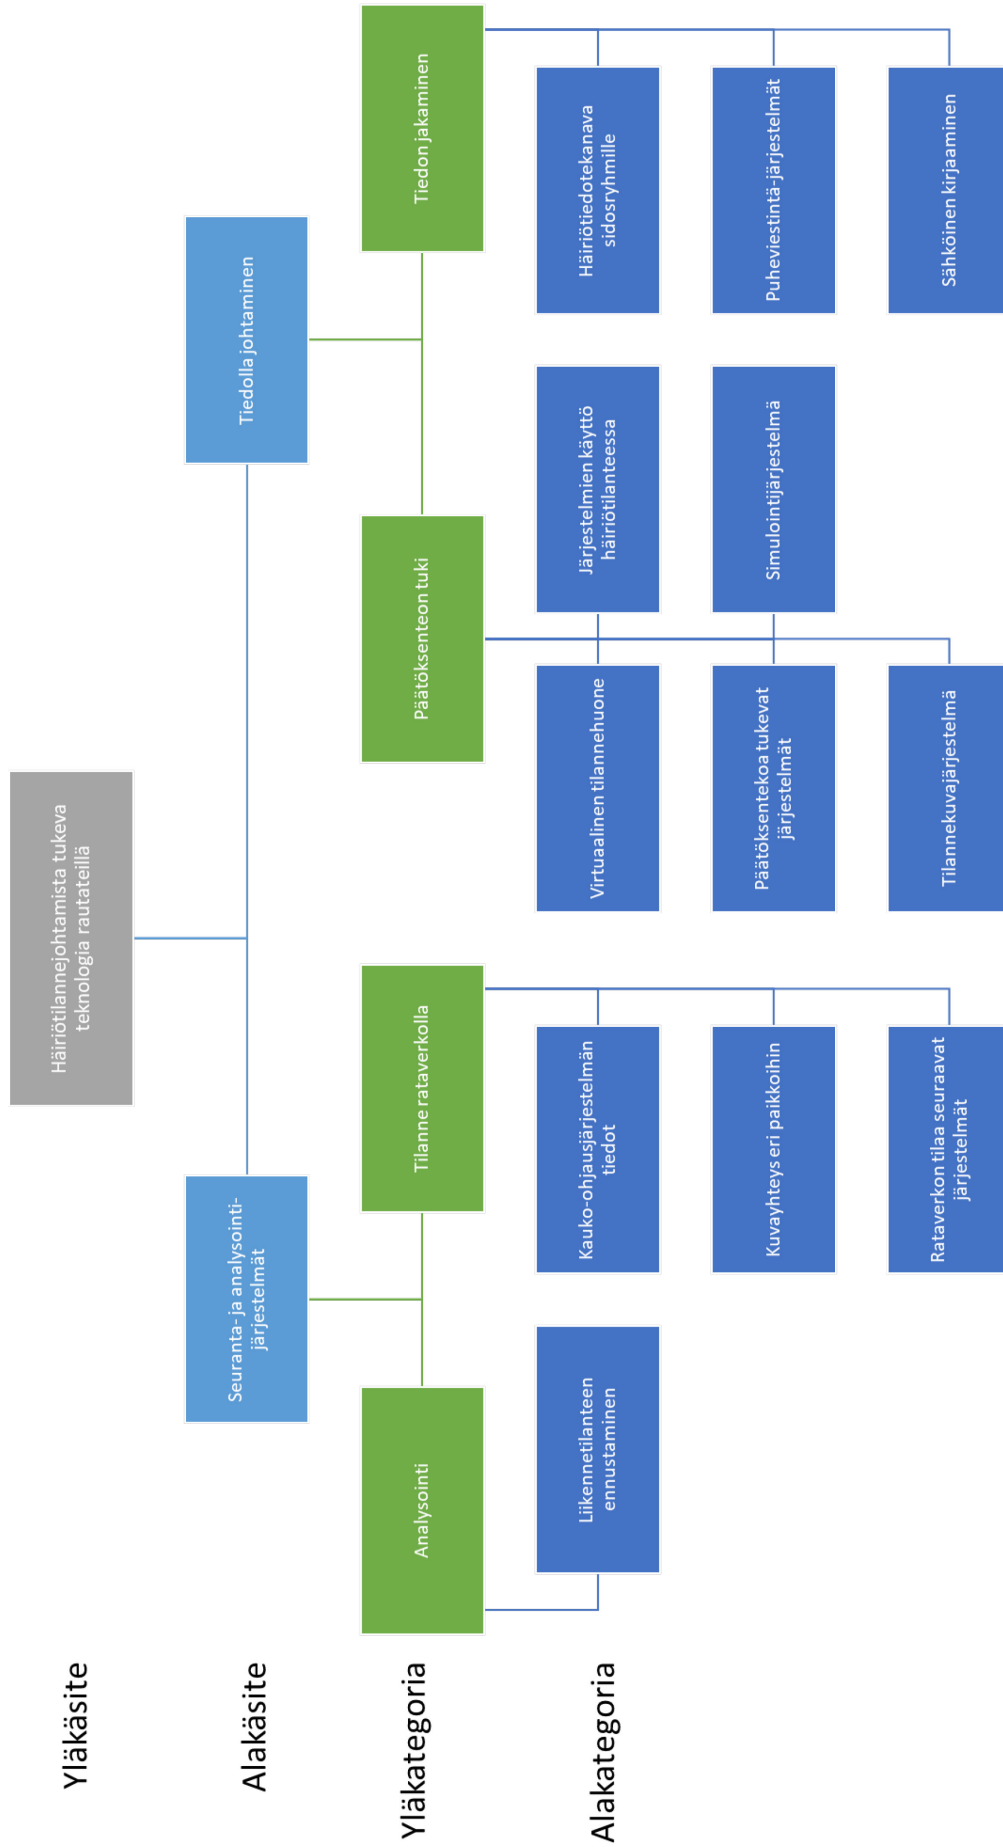 Yläkäsite
Häiriötilannejohtamista tukeva
teknologia rautateillä
Alakäsite
Seuranta- ja analysointi-
järjestelmät
Tiedolla johtaminen
Yläkategoria
Analysointi
Tilanne rataverkolla
Päätöksenteon tuki
Tiedon jakaminen
Alakategoria
Liikennetilanteen
ennustaminen
Kauko-ohjausjärjestelmän
tiedot
Virtuaalinen tilannehuone
Järjestelmien käyttö
häiriötilanteessa
Häiriötiedotekanava
sidosryhmille
Kuvayhteys eri paikkoihin
Päätöksentekoa tukevat
järjestelmät
Simulointijärjestelmä
Puheviestintä-järjestelmät
Rataverkon tilaa seuraavat
järjestelmät
Tilannekuvajärjestelmä
Sähköinen kirjaaminen